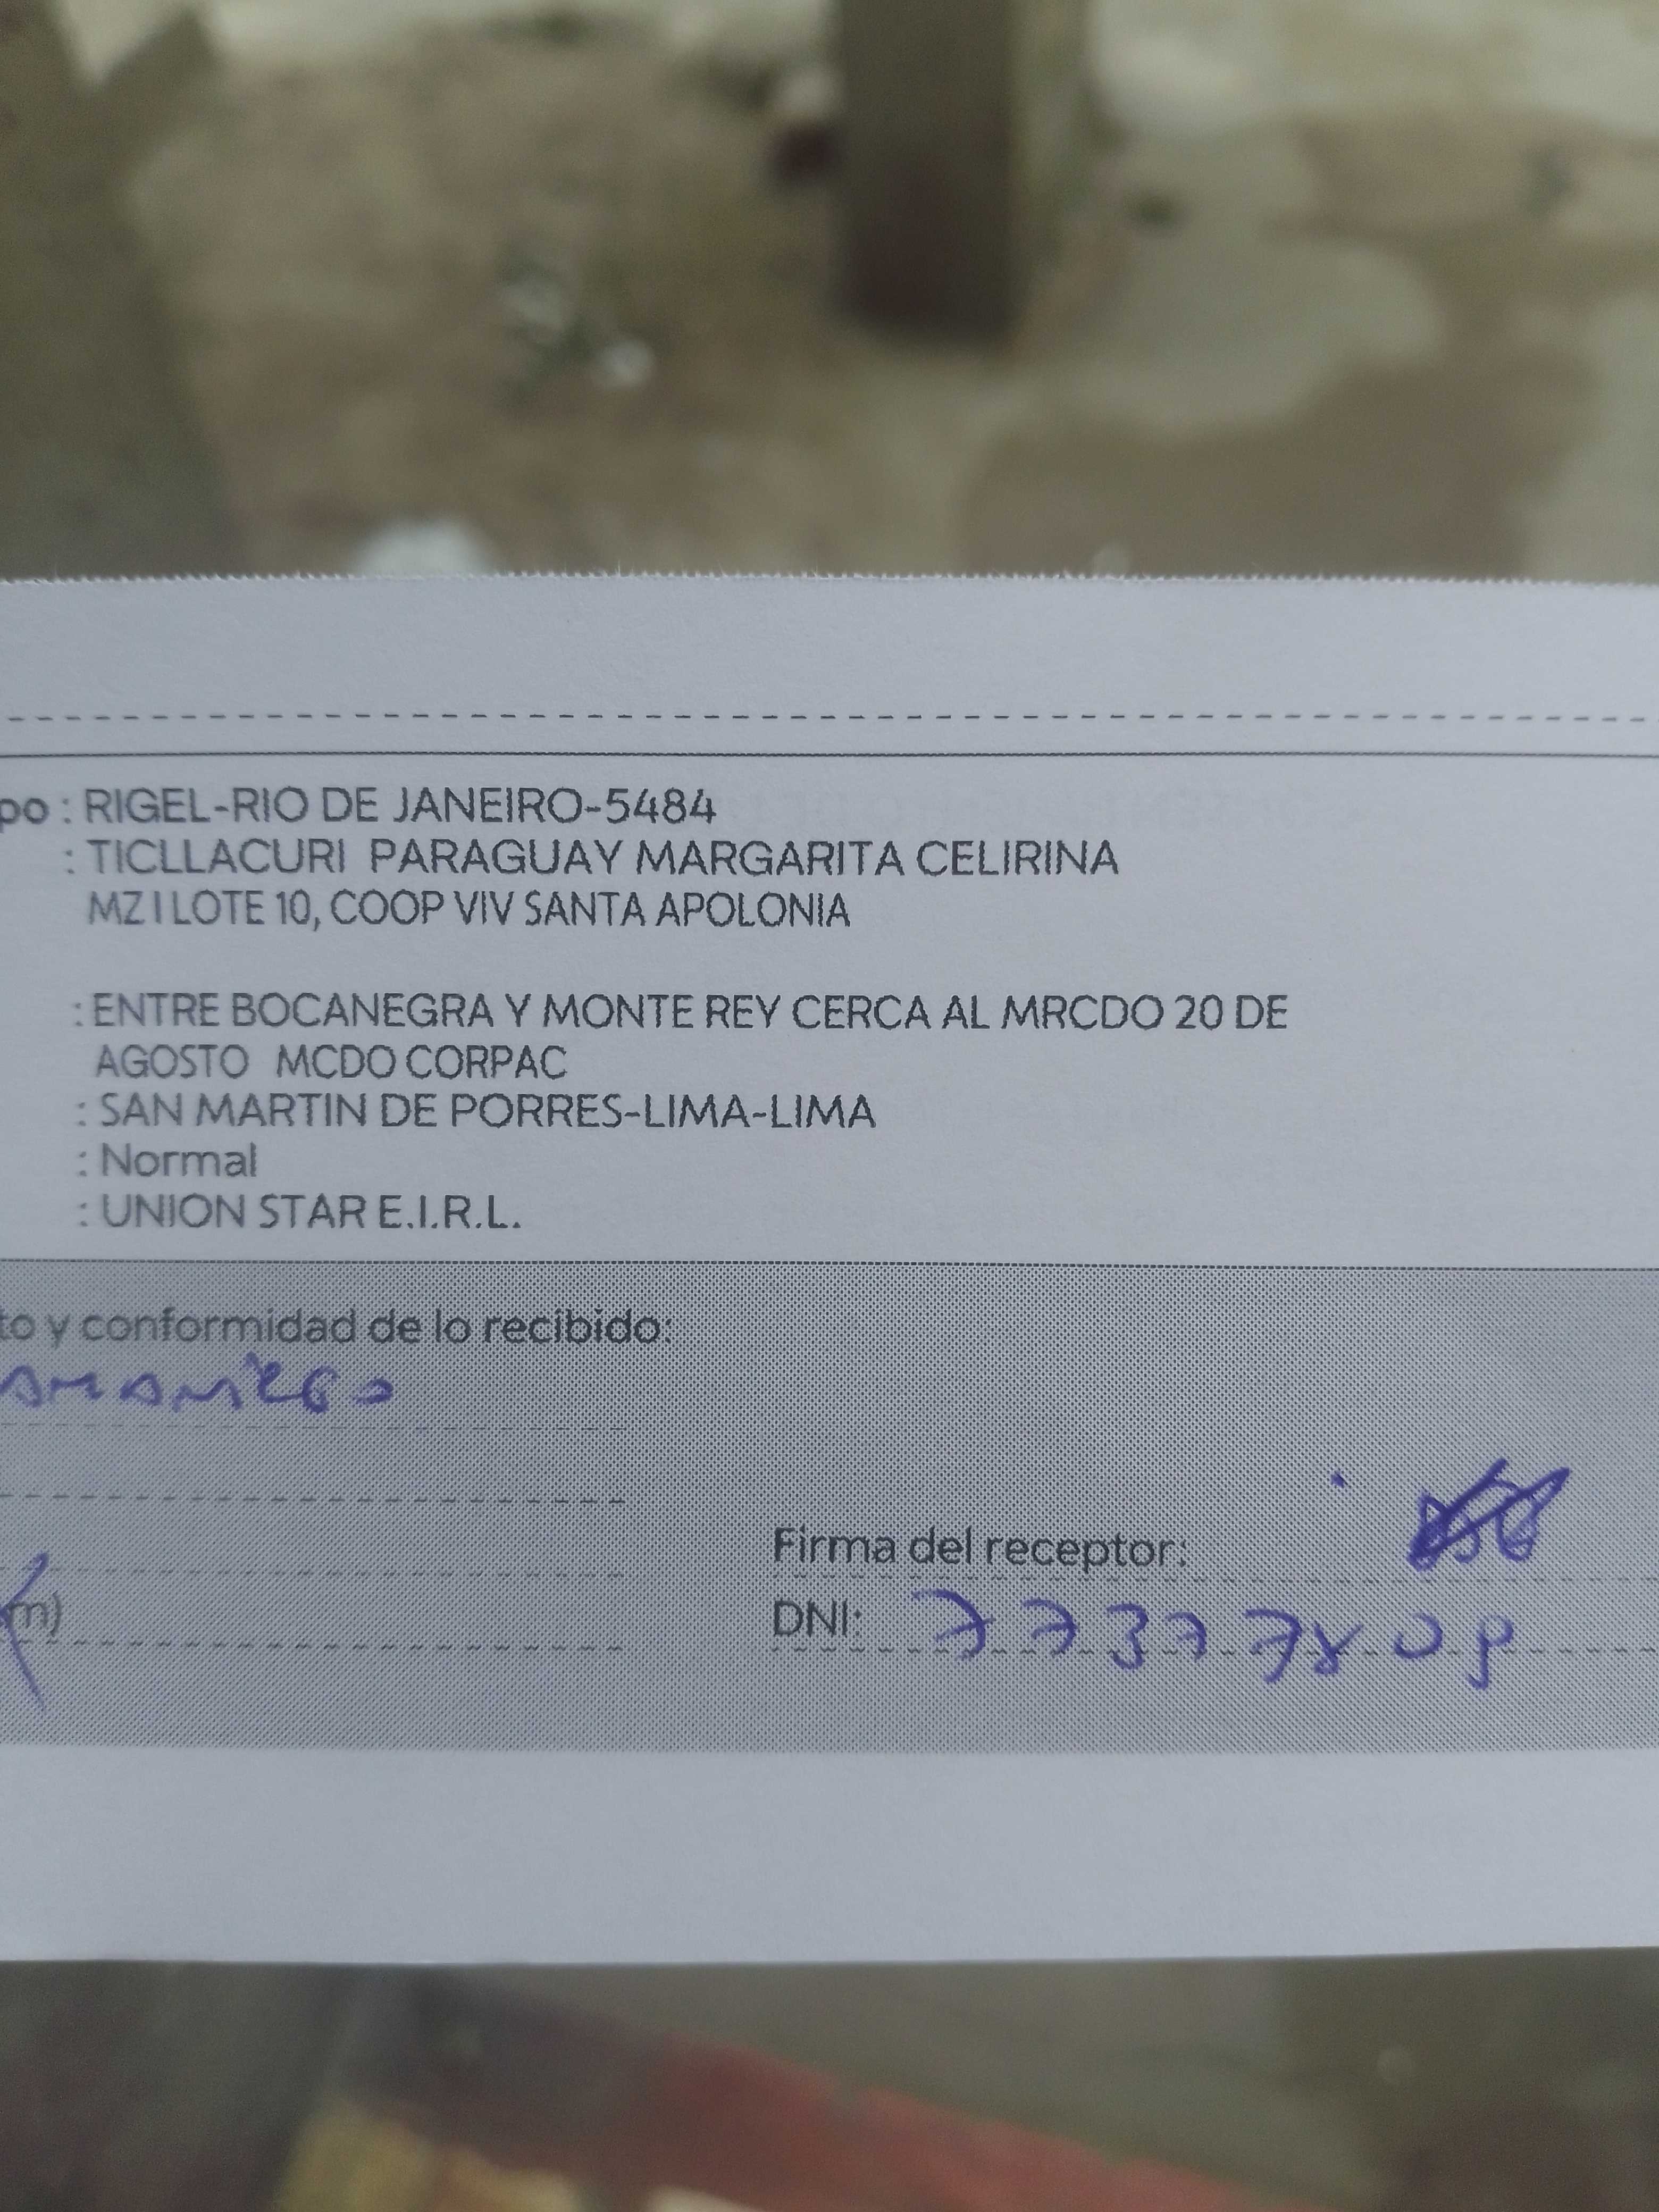 po : RIGEL-RIO DE JANEIRO-5484
: TICLLACURI PARAGUAY MARGARITA CELIRINA
MZ I LOTE 10, COOP VIV SANTA APOLONIA
: ENTRE BOCANEGRA Y MONTE REY CERCA AL MRCDO 20 DE
AGOSTO MCDO CORPAC
: SAN MARTIN DE PORRES-LIMA-LIMA
: Normal
: UNION STAR E.I.R.L.
to y conformidad de lo recibido:
Firma del receptor:
m)
DNI: